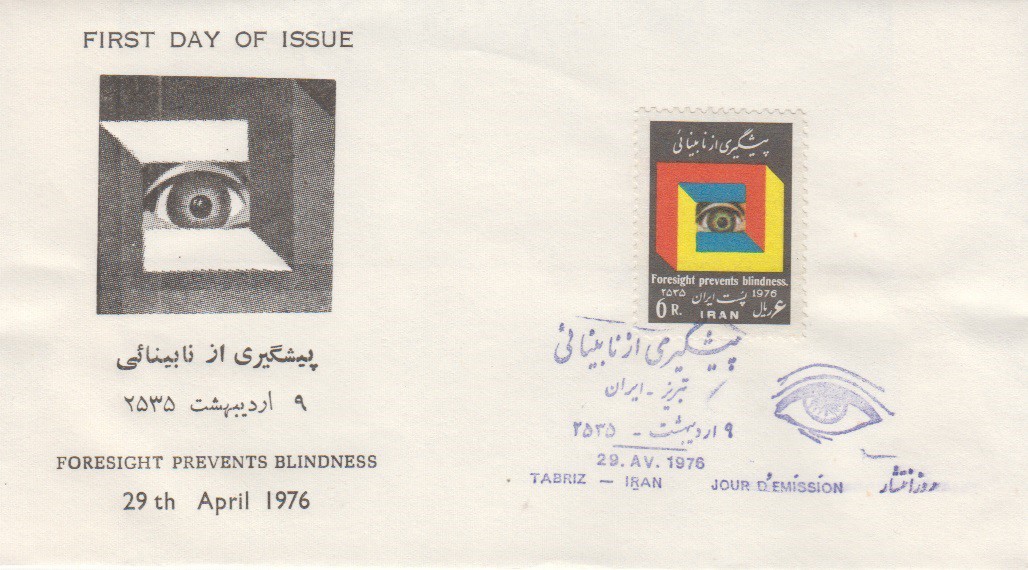 FIRST DAY OF ISSUE
پیشگیری از نابینائی
۹ اردیبهشت ۲۵۳۵
FORESIGHT PREVENTS BLINDNESS
29 th April 1976
پیشگیری از نابینائی
Foresight prevents blindness.
۲۵۳۵ پست ایران 1976
6 R. IRAN ۶ ریال
پیشگیری از نابینائی
تبریز - ایران
۹ اردیبهشت - ۲۵۳۵
29. AV. 1976
TABRIZ — IRAN JOUR D'EMISSION روز انتشار